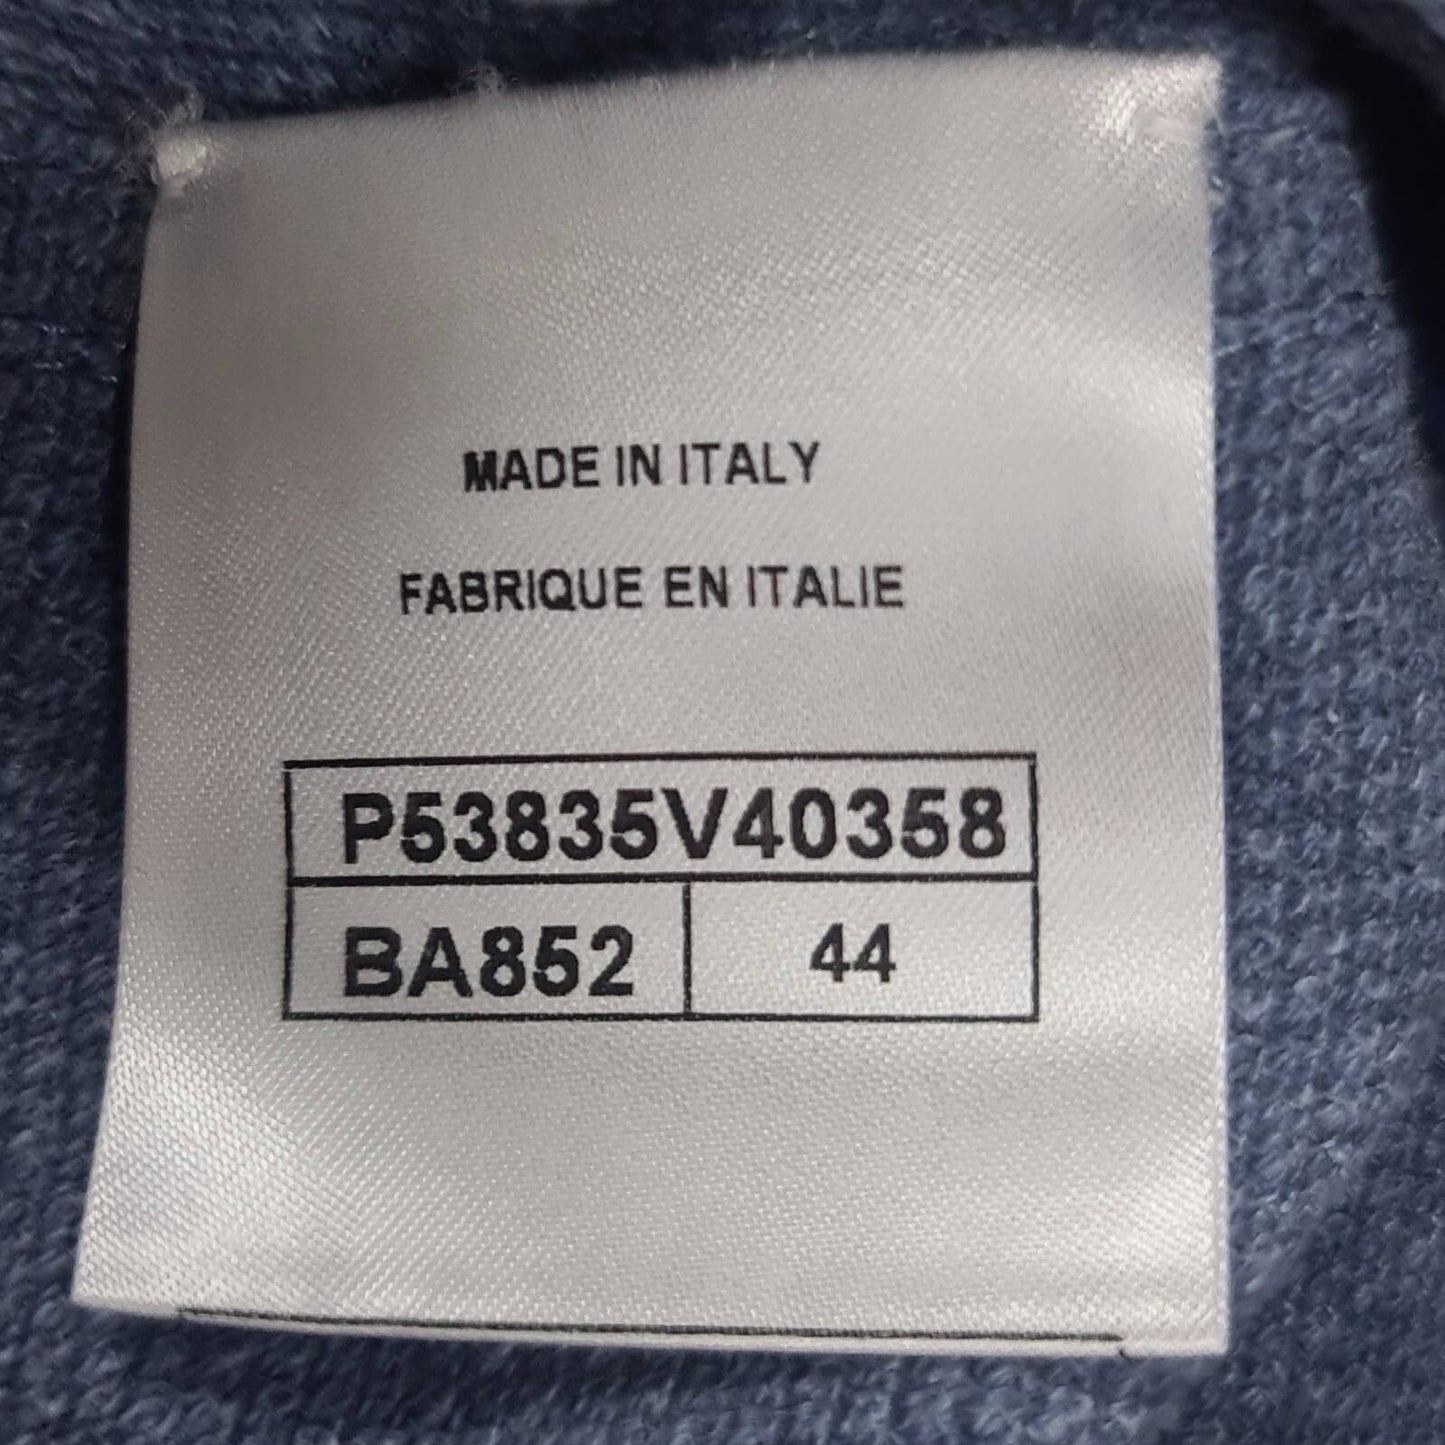 MADE IN ITALY
FABRIQUE EN ITALIE
P53835V40358
BA852 44